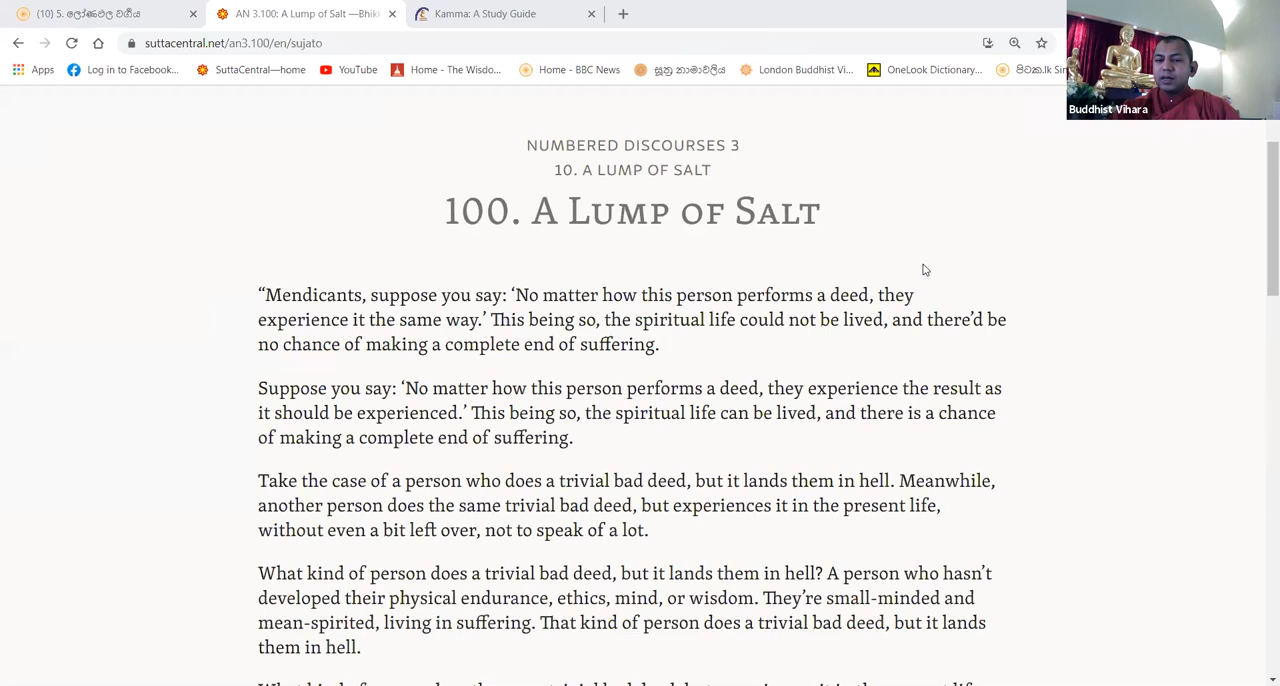 (10) 5. ලෝණඵල වර්ගය
AN 3.100: A Lump of Salt —Bhik
Kamma: A Study Guide
suttacentral.net/an3.100/en/sujato
Apps
Log in to Facebook...
SuttaCentral—home
YouTube
Home - The Wisdo...
Home - BBC News
සූත්‍ර නාමාවලිය
London Buddhist Vi...
OneLook Dictionary...
පිටක.lk Sin
Buddhist Vihara
NUMBERED DISCOURSES 3
10. A LUMP OF SALT
100. A Lump of Salt
“Mendicants, suppose you say: ‘No matter how this person performs a deed, they
experience it the same way.’ This being so, the spiritual life could not be lived, and there’d be
no chance of making a complete end of suffering.
Suppose you say: ‘No matter how this person performs a deed, they experience the result as
it should be experienced.’ This being so, the spiritual life can be lived, and there is a chance
of making a complete end of suffering.
Take the case of a person who does a trivial bad deed, but it lands them in hell. Meanwhile,
another person does the same trivial bad deed, but experiences it in the present life,
without even a bit left over, not to speak of a lot.
What kind of person does a trivial bad deed, but it lands them in hell? A person who hasn’t
developed their physical endurance, ethics, mind, or wisdom. They’re small-minded and
mean-spirited, living in suffering. That kind of person does a trivial bad deed, but it lands
them in hell.